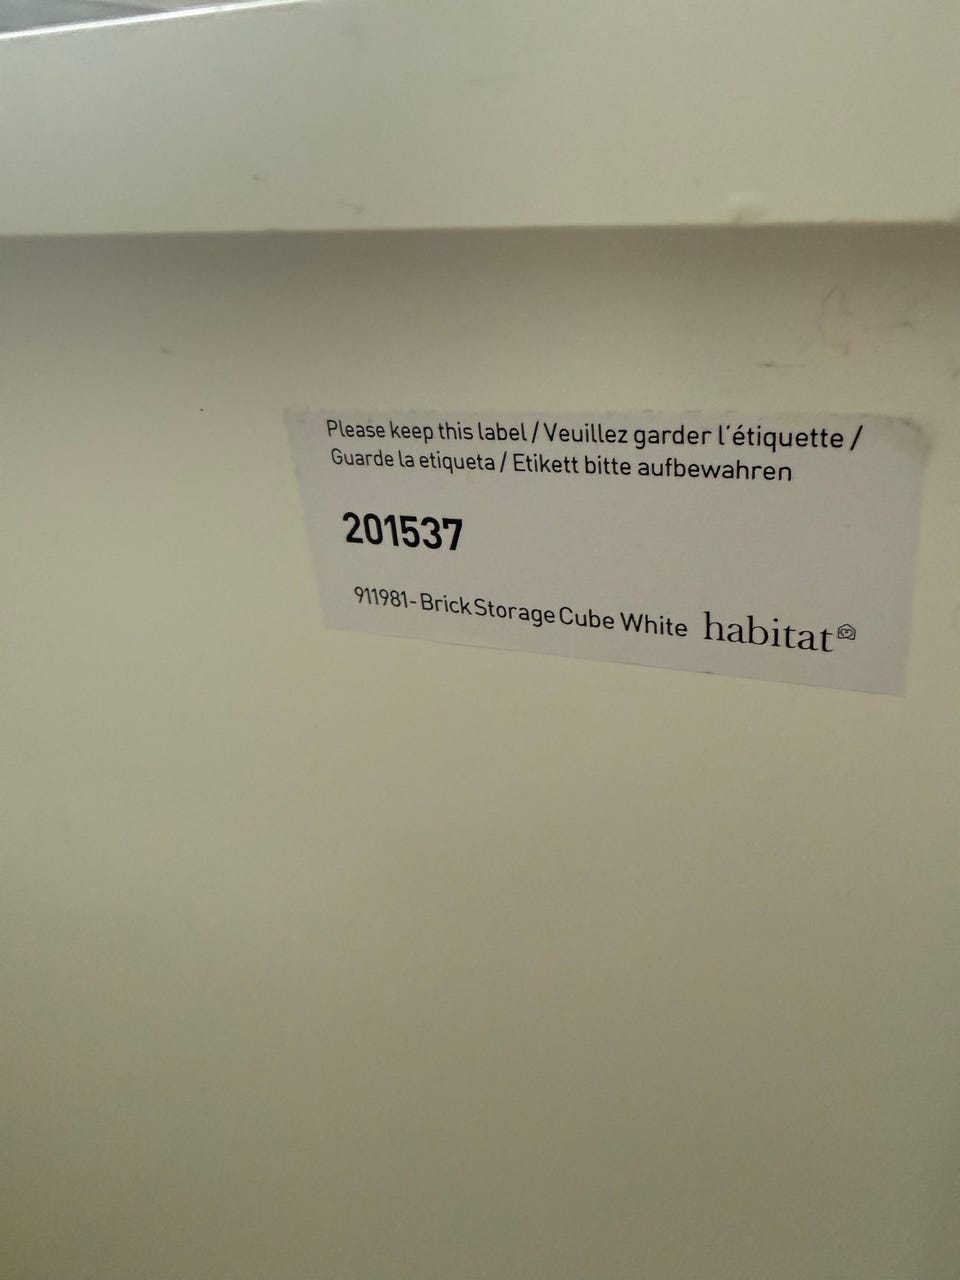 Please keep this label / Veuillez garder l'étiquette /
Guarde la etiqueta / Etikett bitte aufbewahren
201537
911981 - Brick Storage Cube White habitat